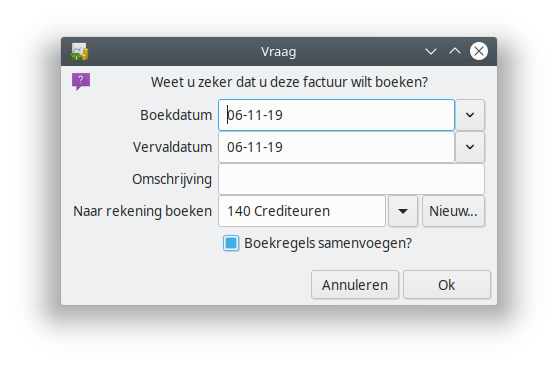 Vraag
Weet u zeker dat u deze factuur wilt boeken?
Boekdatum 06-11-19
Vervaldatum 06-11-19
Omschrijving
Naar rekening boeken 140 Crediteuren Nieuw...
Boekregels samenvoegen?
Annuleren Ok